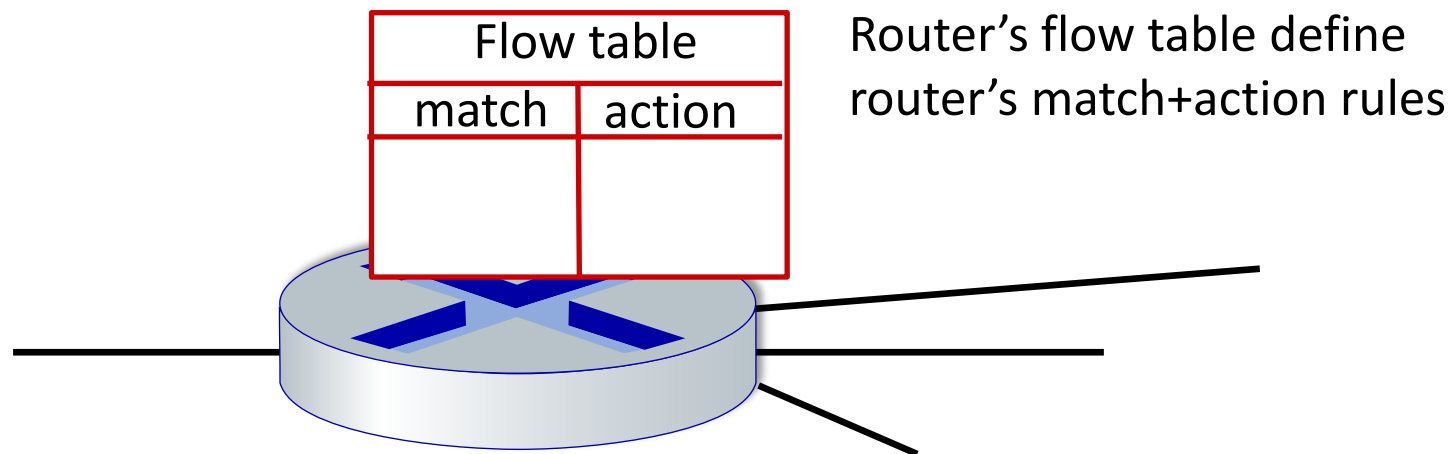 Flow table
match action
Router’s flow table define
router’s match+action rules